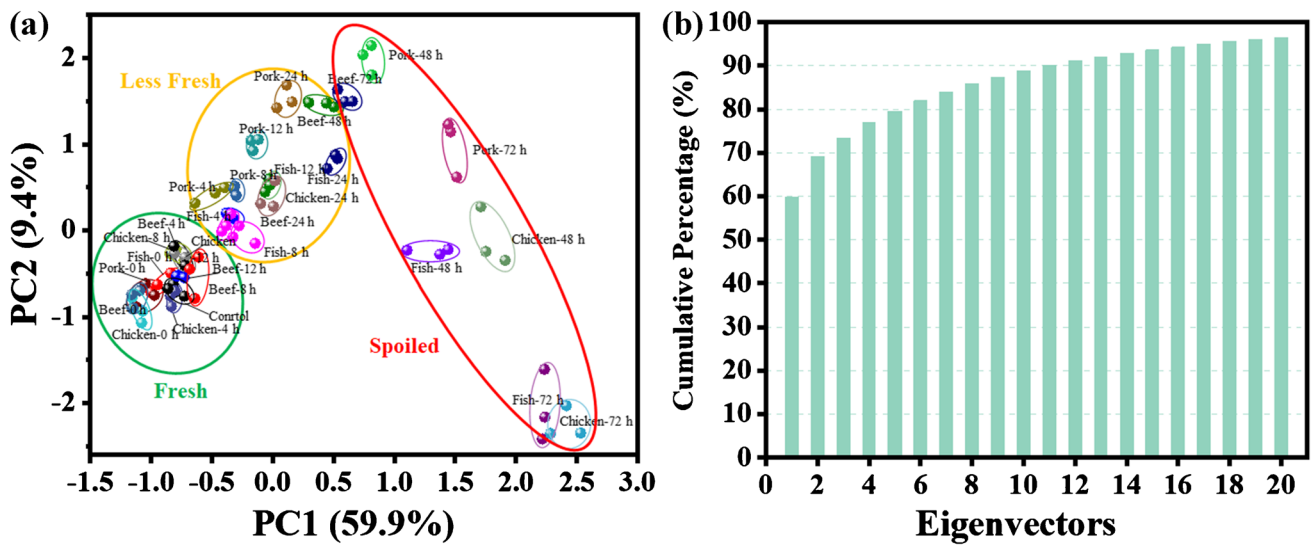 (a)
2
1
0
-1
-2
PC2 (9.4%)
-1.5 -1.0 -0.5 0.0 0.5 1.0 1.5 2.0 2.5 3.0
PC1 (59.9%)
Less Fresh
Pork-24 h
Beef-72 h
Pork-48 h
Beef-48 h
Pork-12 h
Pork-72 h
Pork-8 h
Fish-12 h
Pork-4 h
Fish-24 h
Chicken-24 h
Fish-4 h
Beef-24 h
Beef-4 h
Chicken-8 h
Chicken
Fish-8 h
Chicken-48 h
Fish-0 h
2 h
Pork-0 h
Beef-12 h
Fish-48 h
Beef-8 h
Beef-0 h
Conrtol
Chicken-0 h
Chicken-4 h
Spoiled
Fresh
Fish-72 h
Chicken-72 h
(b)
100
90
80
70
60
50
40
30
20
10
0
Cumulative Percentage (%)
0 2 4 6 8 10 12 14 16 18 20
Eigenvectors